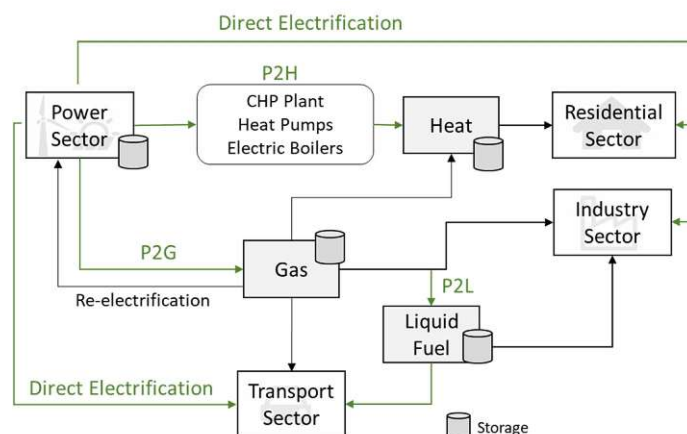 Direct Electrification
P2H
Power
Sector
CHP Plant
Heat Pumps
Electric Boilers
Heat
Residential
Sector
Industry
Sector
P2G
Gas
P2L
Re-electrification
Liquid
Fuel
Direct Electrification
Transport
Sector
Storage